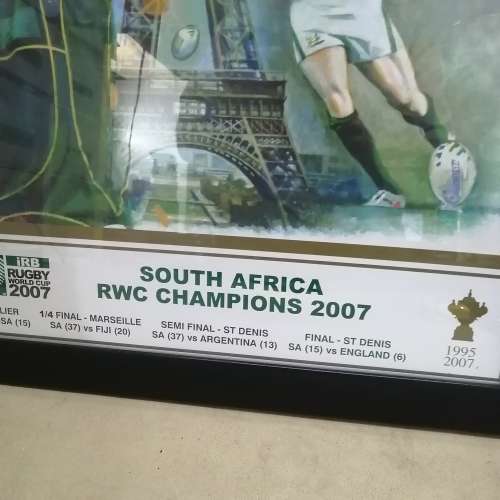 iRB
RUGBY
WORLD CUP
2007
SOUTH AFRICA
RWC CHAMPIONS 2007
LIER
SA (15)
1/4 FINAL - MARSEILLE
SA (37) vs FIJI (20)
SEMI FINAL - ST DENIS
SA (37) vs ARGENTINA (13)
FINAL - ST DENIS
SA (15) vs ENGLAND (6)
1995
2007